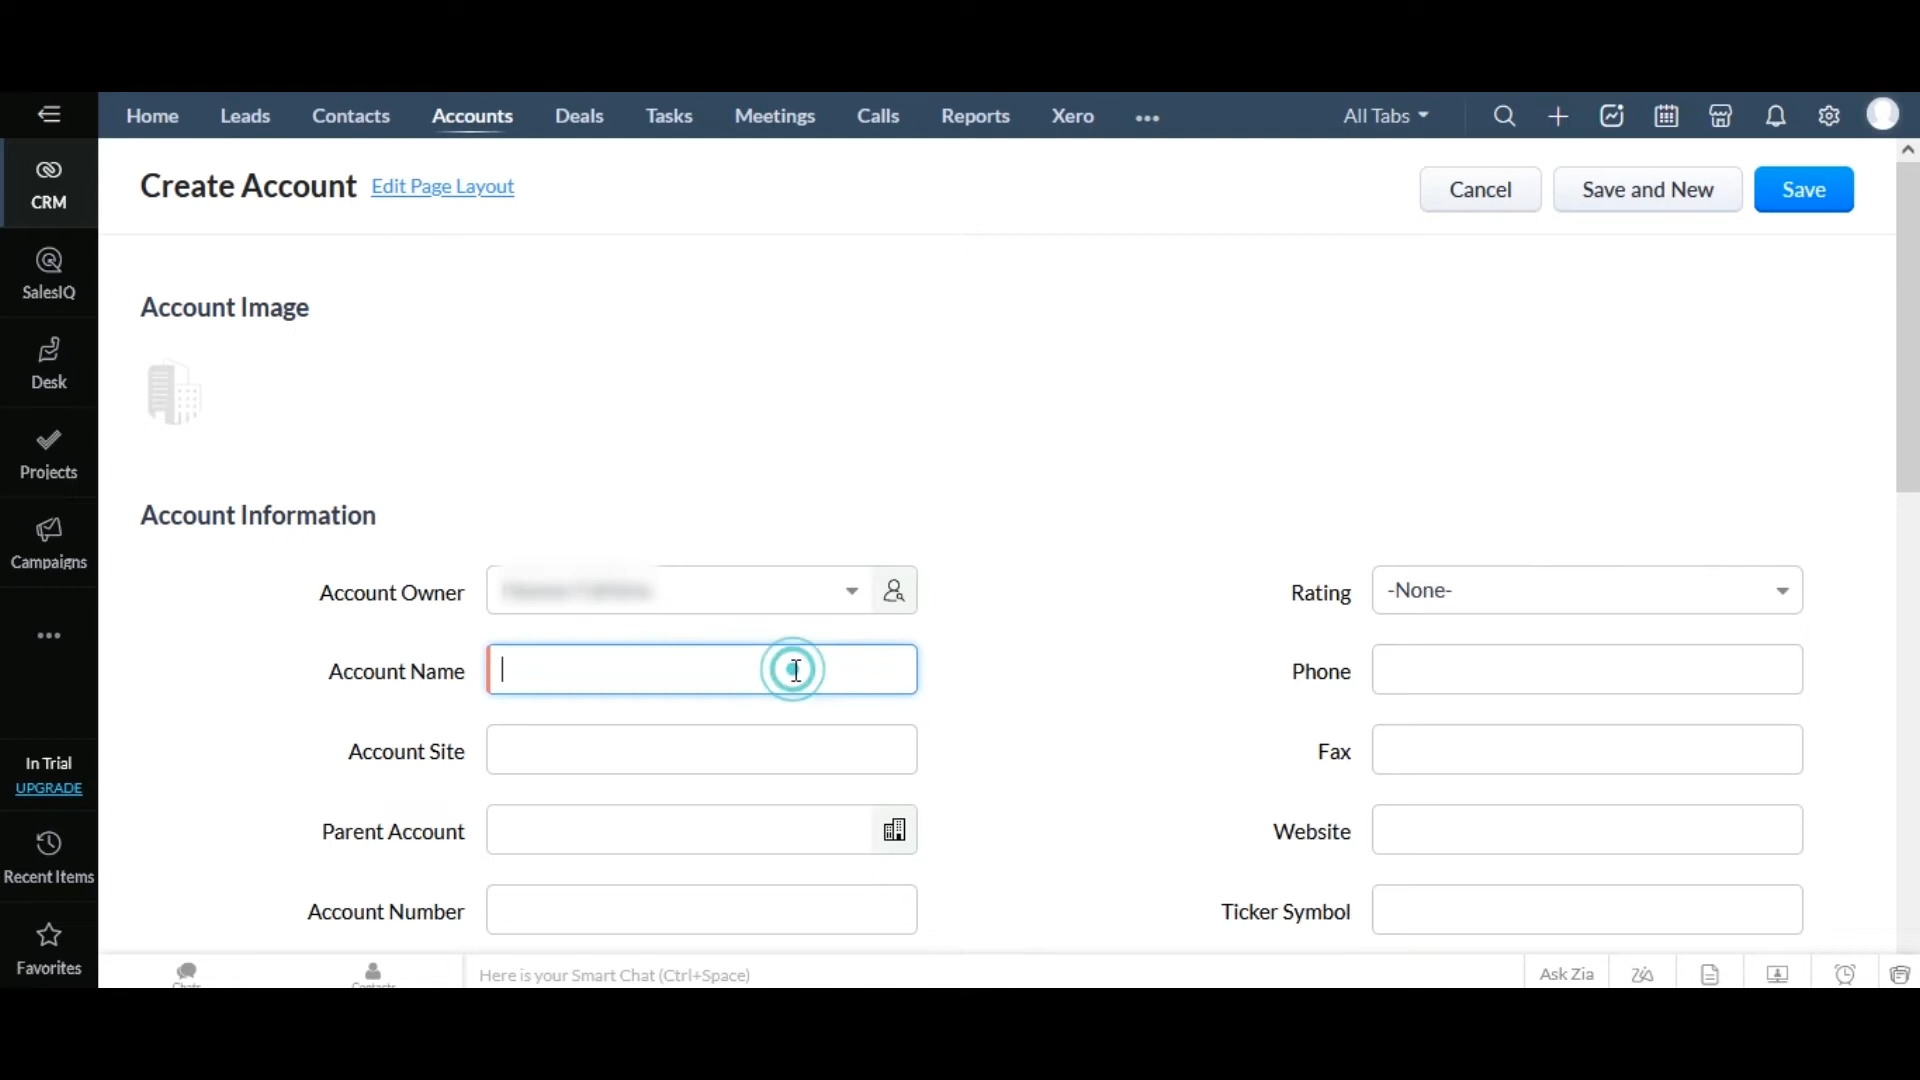 Home Leads Contacts Accounts Deals Tasks Meetings Calls Reports Xero ••• All Tabs
CRM
SalesIQ
Desk
Projects
Campaigns
In Trial
UPGRADE
Recent Items
Favorites
Create Account Edit Page Layout Cancel Save and New Save
Account Image
Account Information
Account Owner
Rating -None-
Account Name
Phone
Account Site
Fax
Parent Account
Website
Account Number
Ticker Symbol
Chats Contacts Here is your Smart Chat (Ctrl+Space) Ask Zia